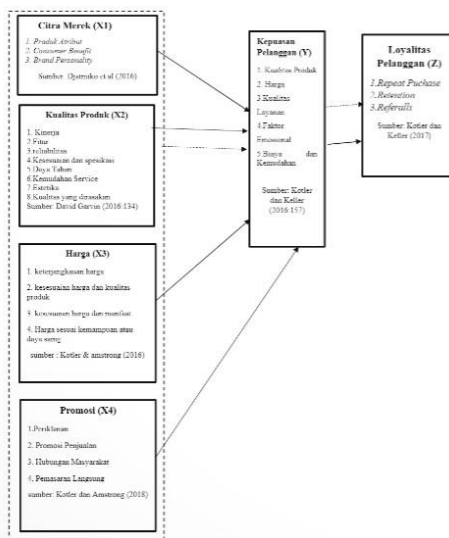 Citra Merek (X1)
1. Produk Atribut
2. Consumer Benefit
3. Brand Personality
Sumber: Djatmiko et al (2016)
Kualitas Produk (X2)
1. Kinerja
2. Fitur
3. reliabilitas
4. Kesesuaian dan spesikasi
5. Daya Tahan
6. Kemudahan Service
7. Estetika
8. Kualitas yang dirasakan
Sumber: David Garvin (2016:134)
Harga (X3)
1. keterjangkauan harga
2. kesesuaian harga dan kualitas
produk
3. kesesuaian harga dan manfaat
4. Harga sesuai kemampuan atau
daya saing
sumber : Kotler & amstrong (2016)
Promosi (X4)
1.Periklanan
2. Promosi Penjualan
3. Hubungan Masyarakat
4. Pemasaran Langsung
sumber: Kotler dan Amstrong (2018)
Kepuasan
Pelanggan (Y)
1. Kualitas Produk
2. Harga
3.Kualitas
Layanan
4.Faktor
Emosional
5.Biaya dan
Kemudahan
Sumber: Kotler
dan Keller
(2016:157)
Loyalitas
Pelanggan (Z)
1.Repeat Puchase
2.Retention
3.Referalls
Sumber: Kotler dan
Keller (2017)